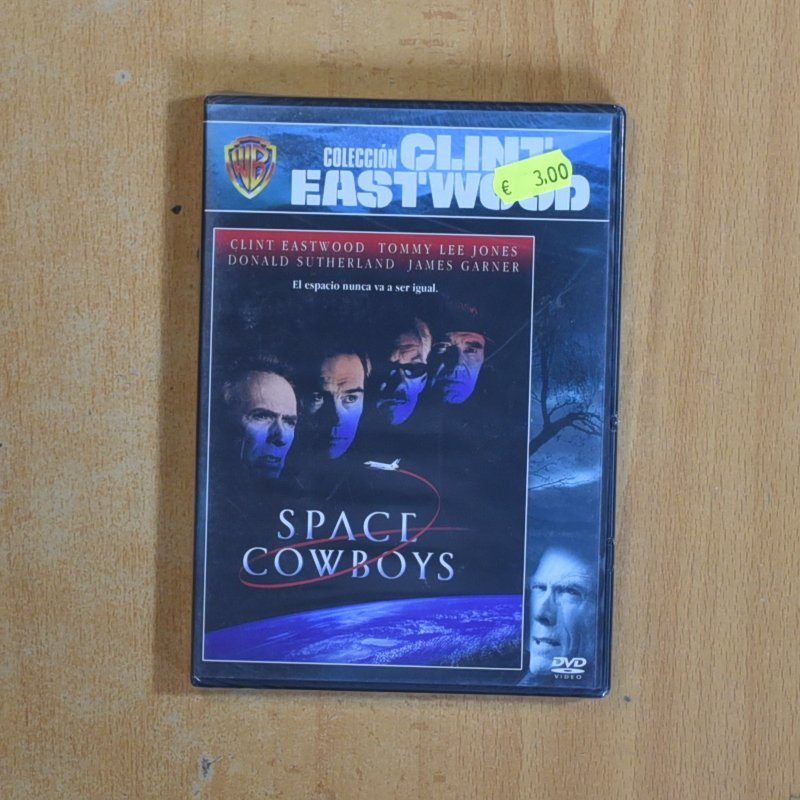 WB
COLECCIÓN CLINT
EASTWOOD
€ 3,00
CLINT EASTWOOD TOMMY LEE JONES
DONALD SUTHERLAND JAMES GARNER
El espacio nunca va a ser igual.
SPACE
COWBOYS
DVD
VIDEO